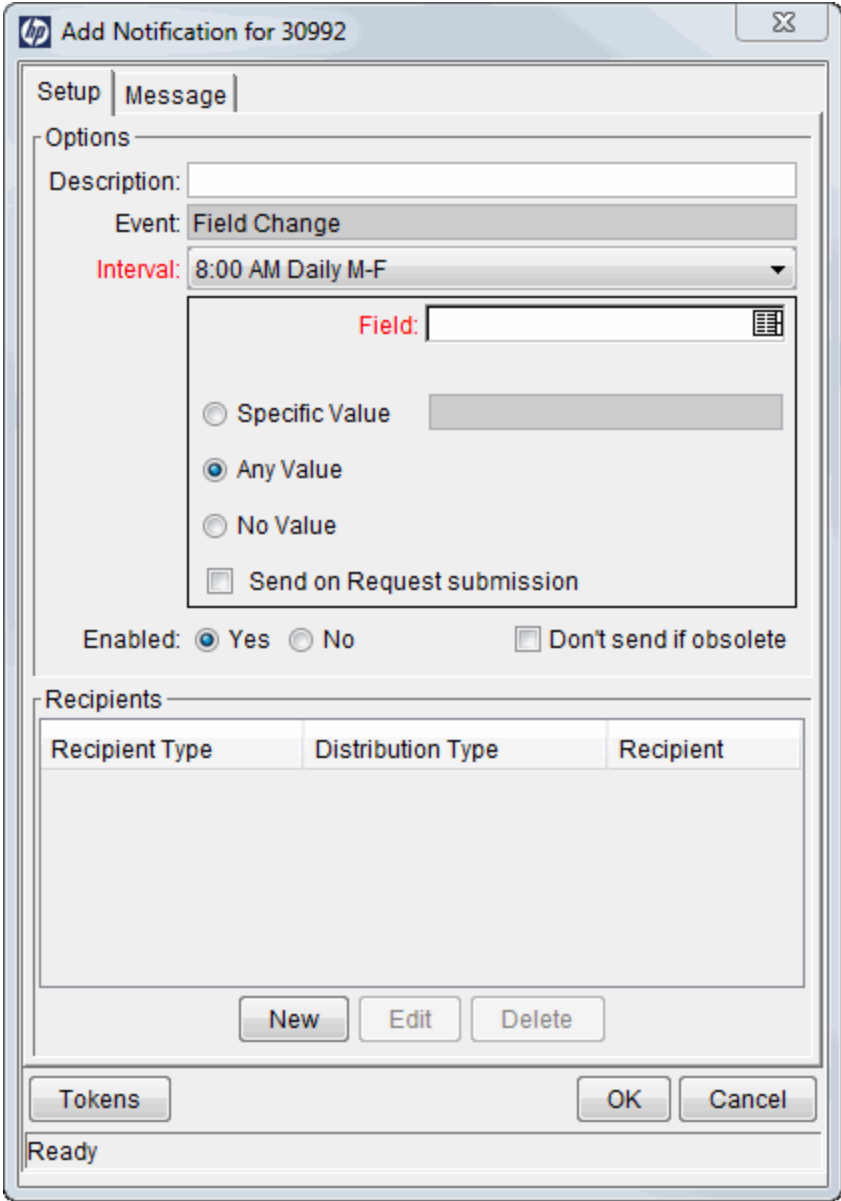 hp Add Notification for 30992
Setup Message
Options
Description:
Event: Field Change
Interval: 8:00 AM Daily M-F
Field:
Specific Value
Any Value
No Value
Send on Request submission
Enabled: Yes No Don't send if obsolete
Recipients
Recipient Type Distribution Type Recipient
New Edit Delete
Tokens OK Cancel
Ready